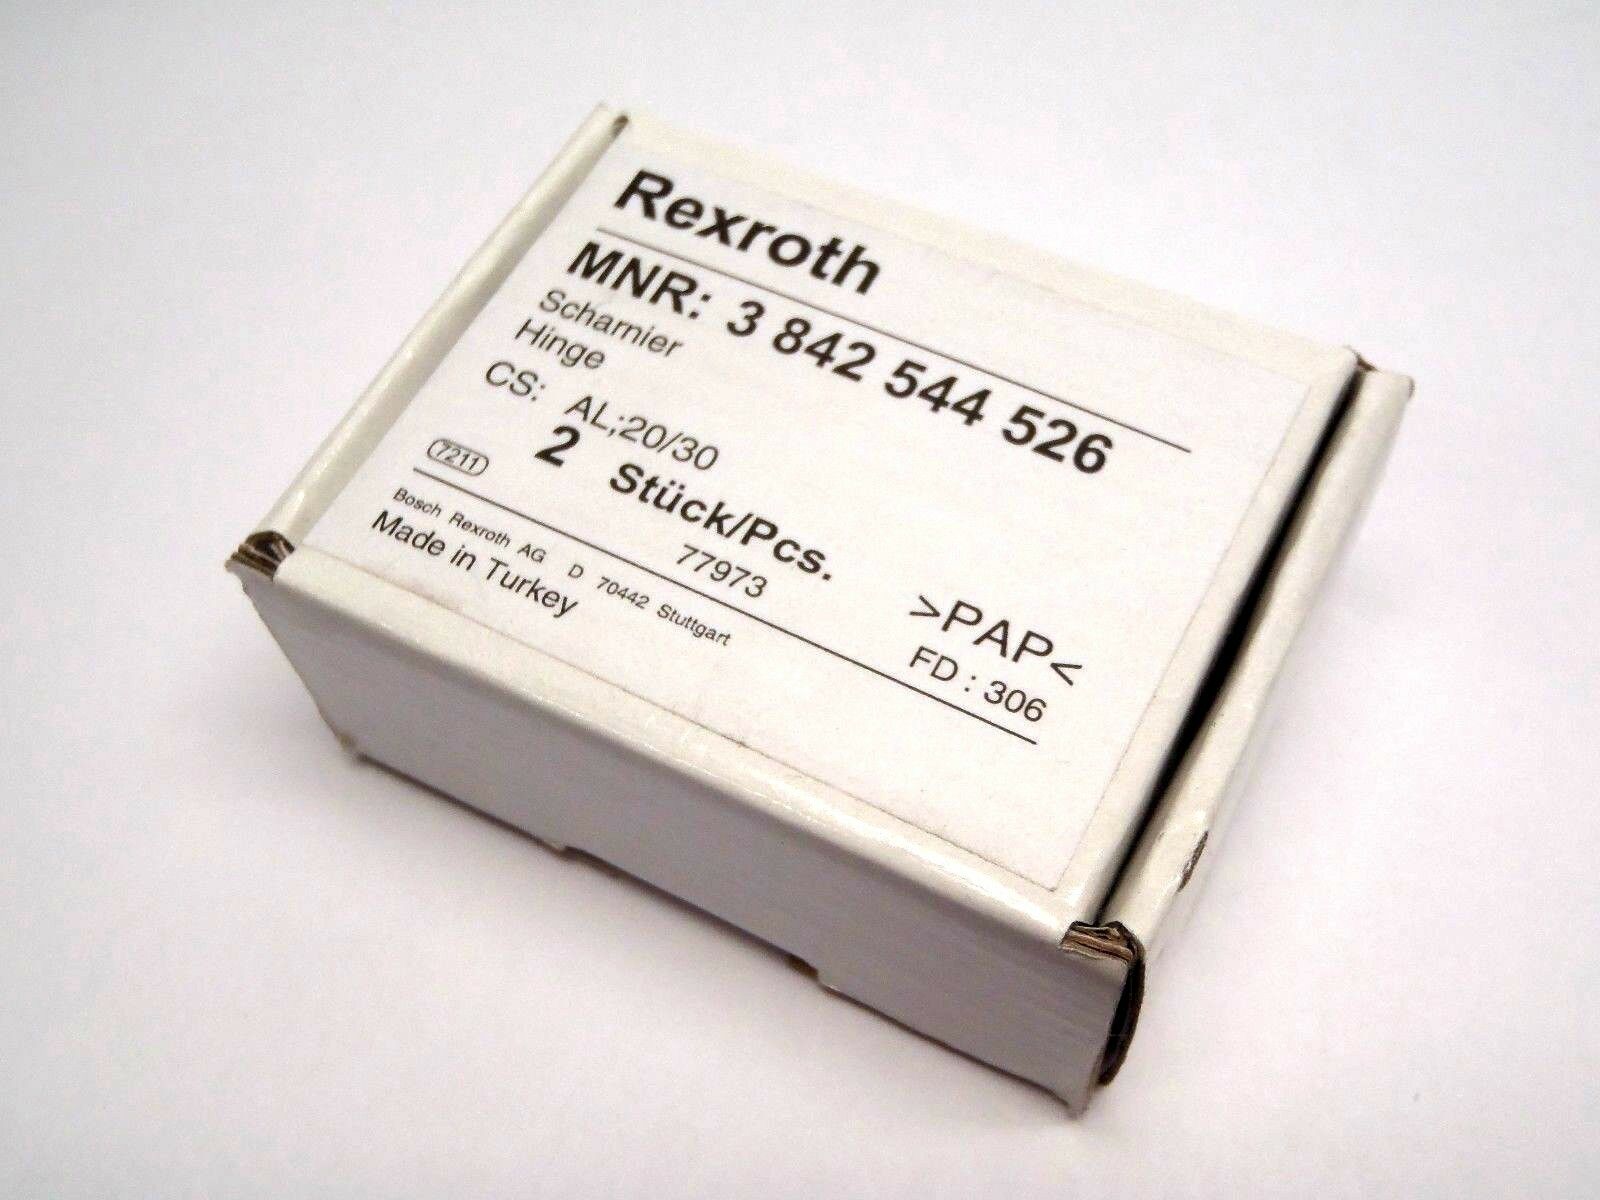 Rexroth
MNR: 3 842 544 526
Scharnier
Hinge
CS: AL;20/30
7211 2 Stück/Pcs.
77973
>PAP<
FD : 306
Bosch Rexroth AG D 70442 Stuttgart
Made in Turkey